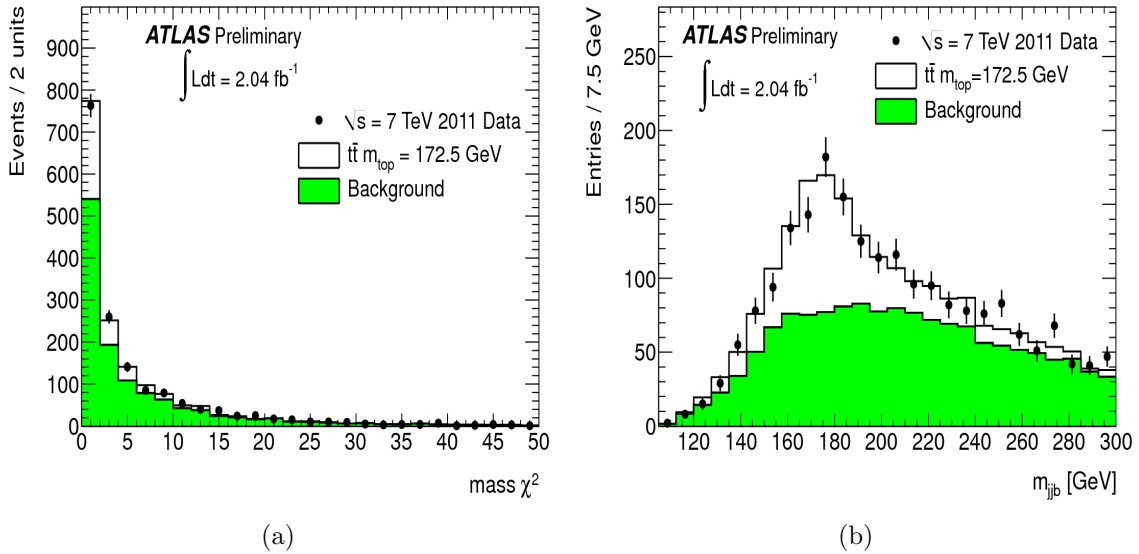 Events / 2 units
900
800
700
600
500
400
300
200
100
0
ATLAS Preliminary
∫Ldt = 2.04 fb⁻¹
√s = 7 TeV 2011 Data
tt̄ m_top = 172.5 GeV
Background
0 5 10 15 20 25 30 35 40 45 50
mass χ²
(a)
Entries / 7.5 GeV
250
200
150
100
50
0
ATLAS Preliminary
∫Ldt = 2.04 fb⁻¹
√s = 7 TeV 2011 Data
tt̄ m_top=172.5 GeV
Background
120 140 160 180 200 220 240 260 280 300
m_jjb [GeV]
(b)